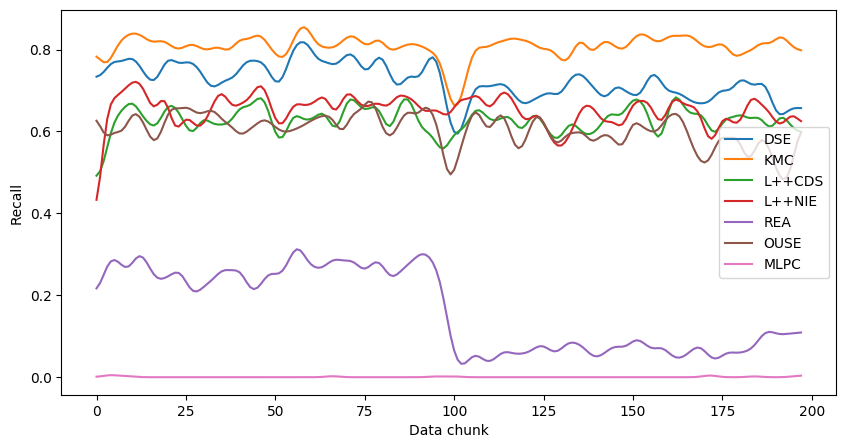 0.8
0.6
0.4
0.2
0.0
Recall
0 25 50 75 100 125 150 175 200
Data chunk
DSE
KMC
L++CDS
L++NIE
REA
OUSE
MLPC